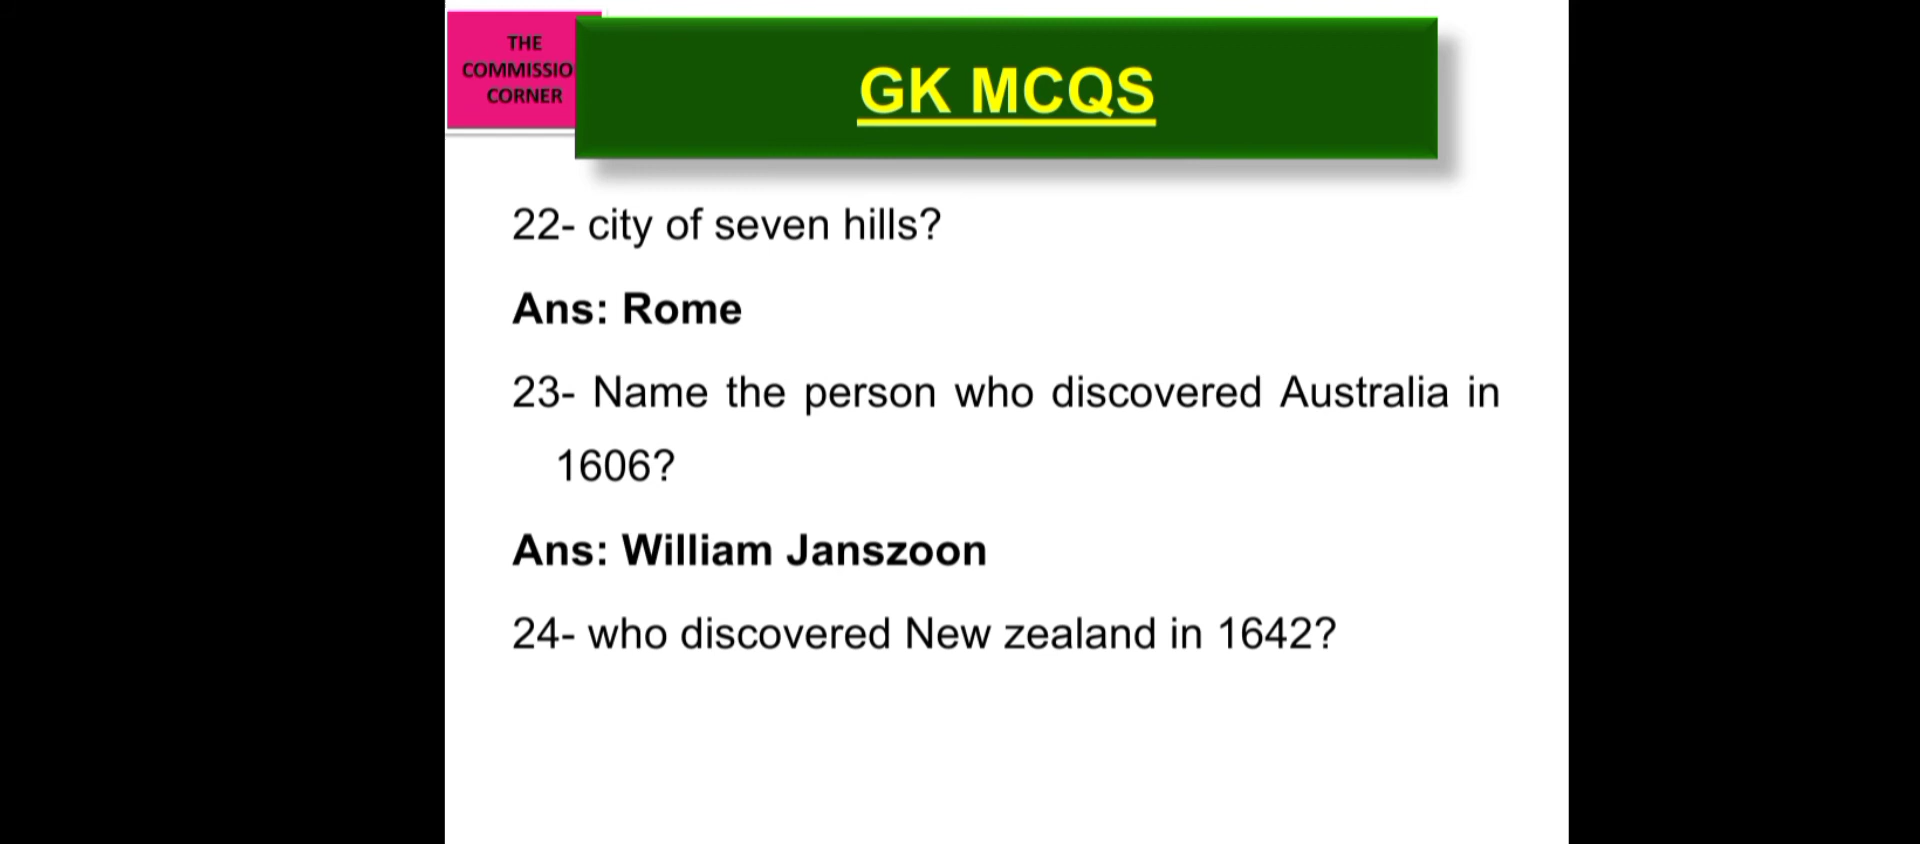 THE
COMMISSIO
CORNER
GK MCQS
22- city of seven hills?
Ans: Rome
23- Name the person who discovered Australia in
1606?
Ans: William Janszoon
24- who discovered New zealand in 1642?